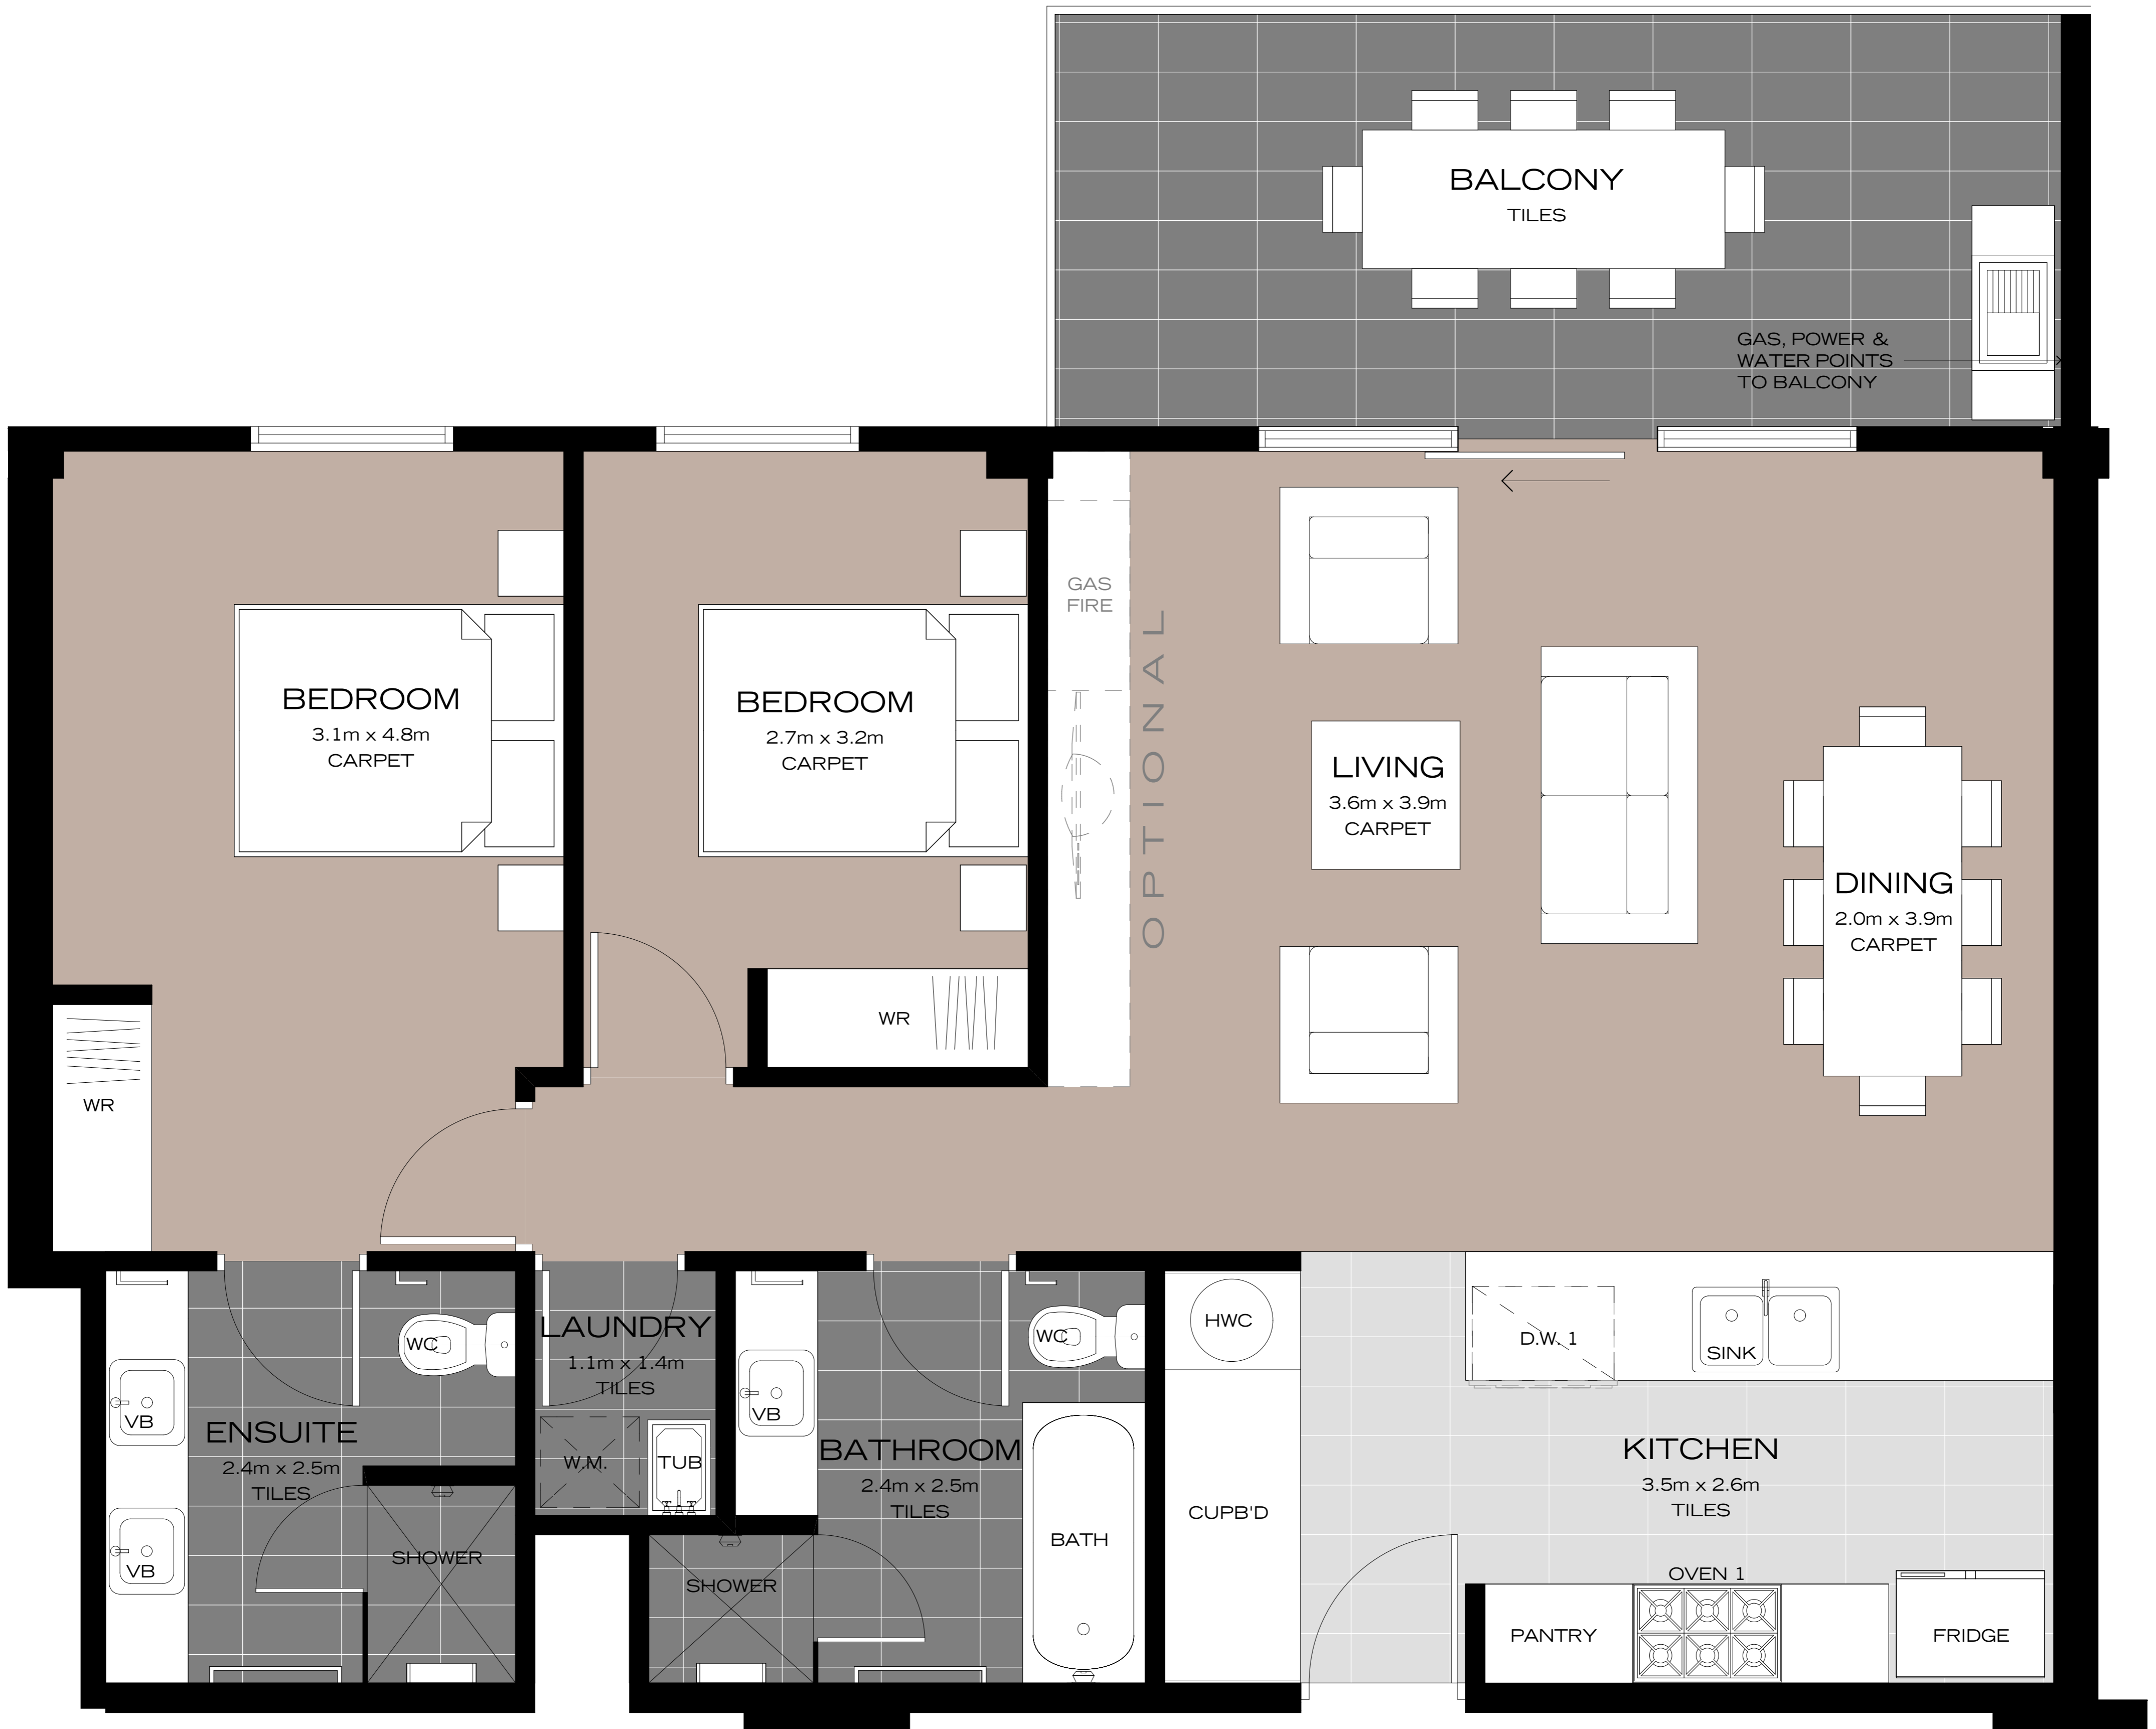 BALCONY
TILES
GAS, POWER &
WATER POINTS
TO BALCONY
GAS
FIRE
OPTIONAL
BEDROOM
3.1m x 4.8m
CARPET
BEDROOM
2.7m x 3.2m
CARPET
LIVING
3.6m x 3.9m
CARPET
DINING
2.0m x 3.9m
CARPET
WR
WR
WC
VB
ENSUITE
2.4m x 2.5m
TILES
VB
SHOWER
LAUNDRY
1.1m x 1.4m
TILES
W.M.
TUB
VB
WC
BATHROOM
2.4m x 2.5m
TILES
SHOWER
BATH
HWC
CUPB'D
D.W. 1
SINK
KITCHEN
3.5m x 2.6m
TILES
OVEN 1
PANTRY
FRIDGE